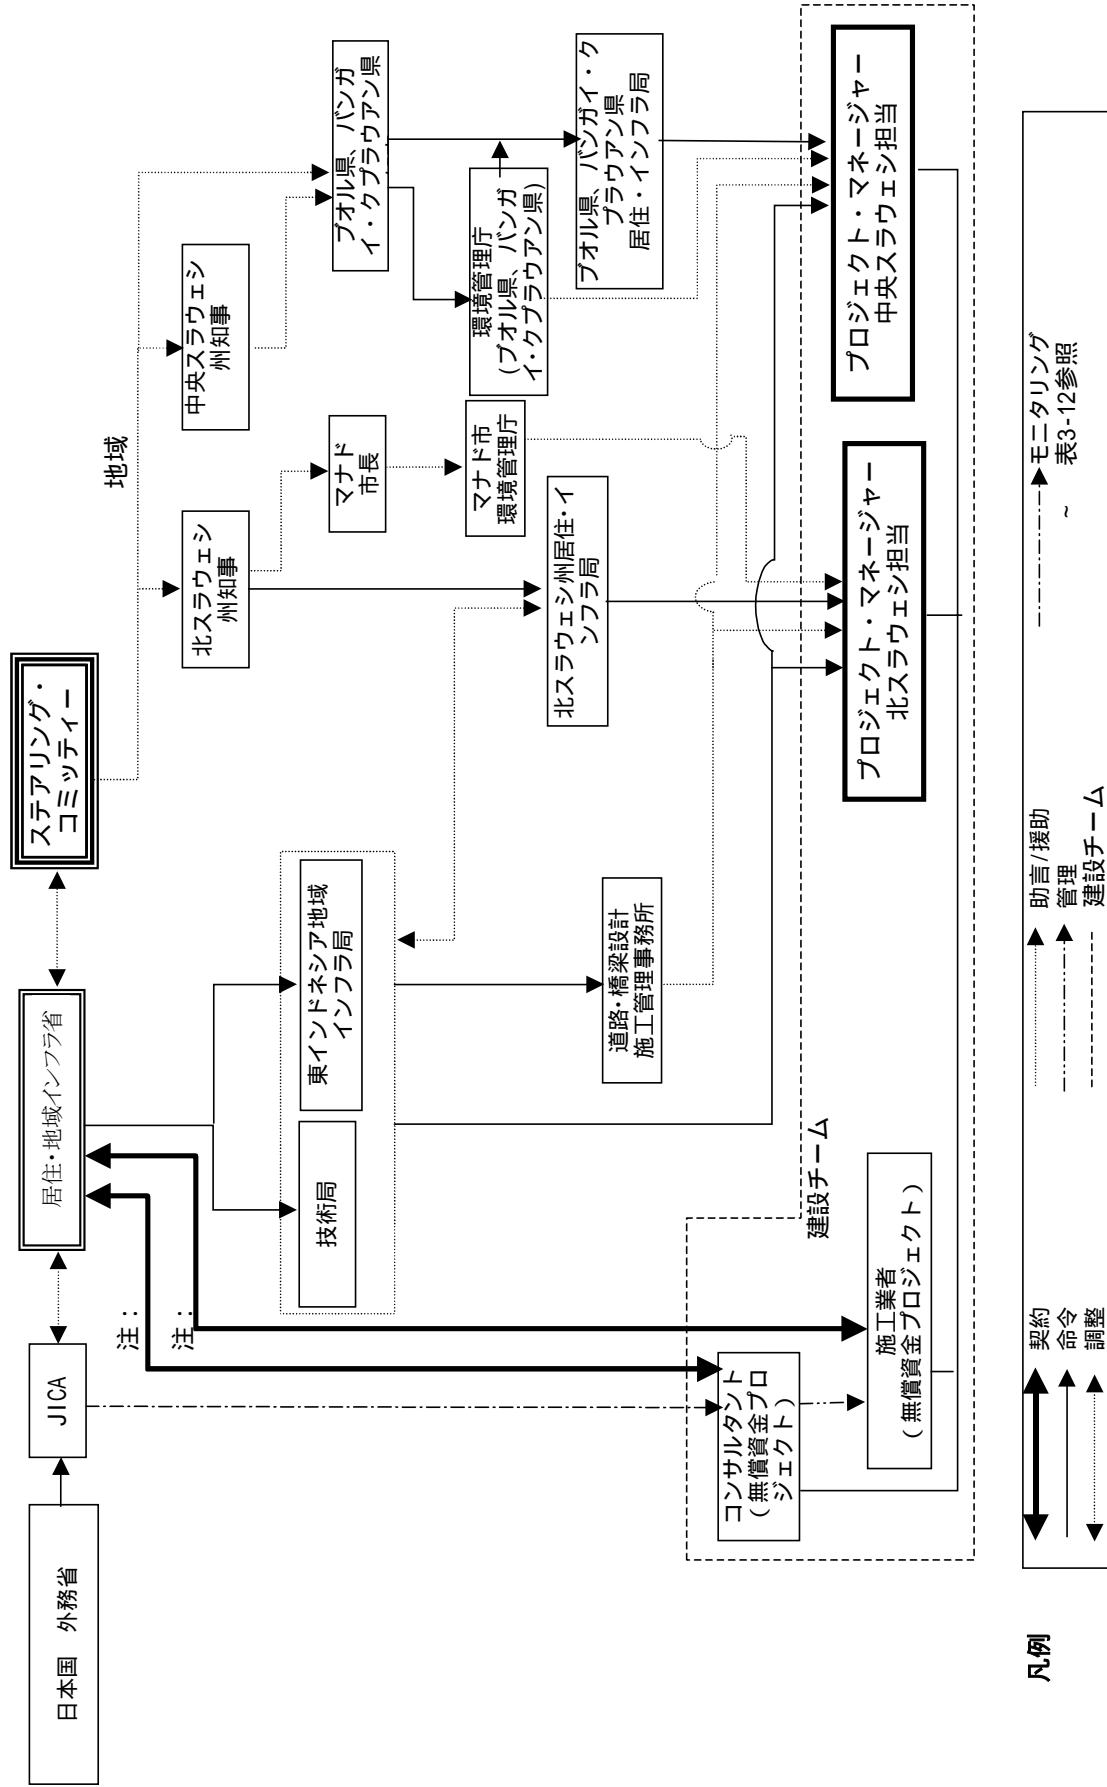 日本国 外務省
JICA
居住・地域インフラ省
ステアリング・
コミッティー
地域
注：
注：
技術局
東インドネシア地域
インフラ局
北スラウェシ
州知事
中央スラウェシ
州知事
マナド
市長
ブオル県、バンガ
イ・クプラウアン県
マナド市
環境管理庁
環境管理庁
(ブオル県、バンガ
イ・クプラウアン県)
道路・橋梁設計
施工管理事務所
北スラウェシ州居住・イ
ンフラ局
ブオル県、バンガイ・ク
プラウアン県
居住・インフラ局
建設チーム
コンサルタント
(無償資金プロ
ジェクト)
施工業者
(無償資金プロジェクト)
プロジェクト・マネージャー
北スラウェシ担当
プロジェクト・マネージャー
中央スラウェシ担当
凡例
契約
命令
調整
助言/援助
管理
建設チーム
モニタリング
~ 表3-12参照